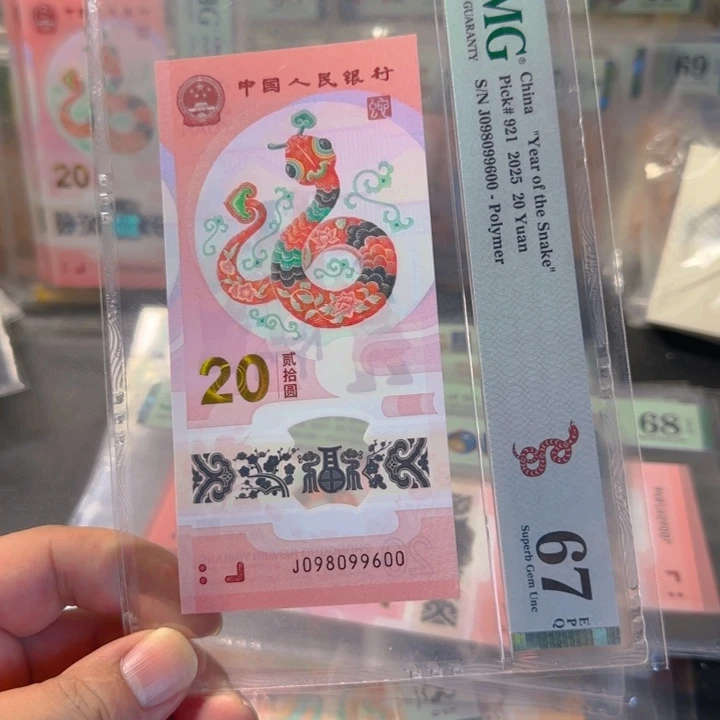 中国人民银行
20
贰拾圆
福
J098099600
MG
GUARANTY
China "Year of the Snake"
Pick# 921 2025 20 Yuan
S/N J098099600 - Polymer
67
EPQ
Superb Gem Unc
20
69
68